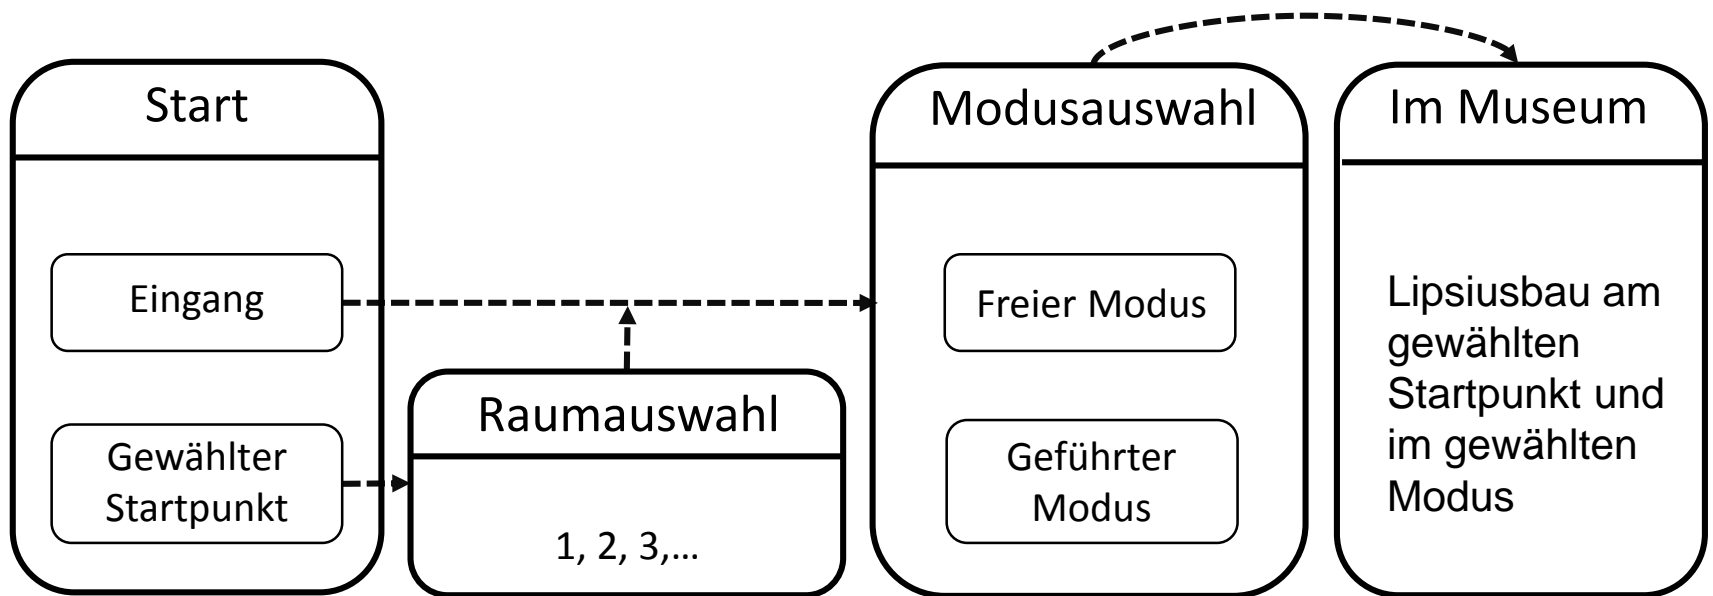 Start
Eingang
Gewählter
Startpunkt
Raumauswahl
1, 2, 3,...
Modusauswahl
Freier Modus
Geführter
Modus
Im Museum
Lipsiusbau am
gewählten
Startpunkt und
im gewählten
Modus